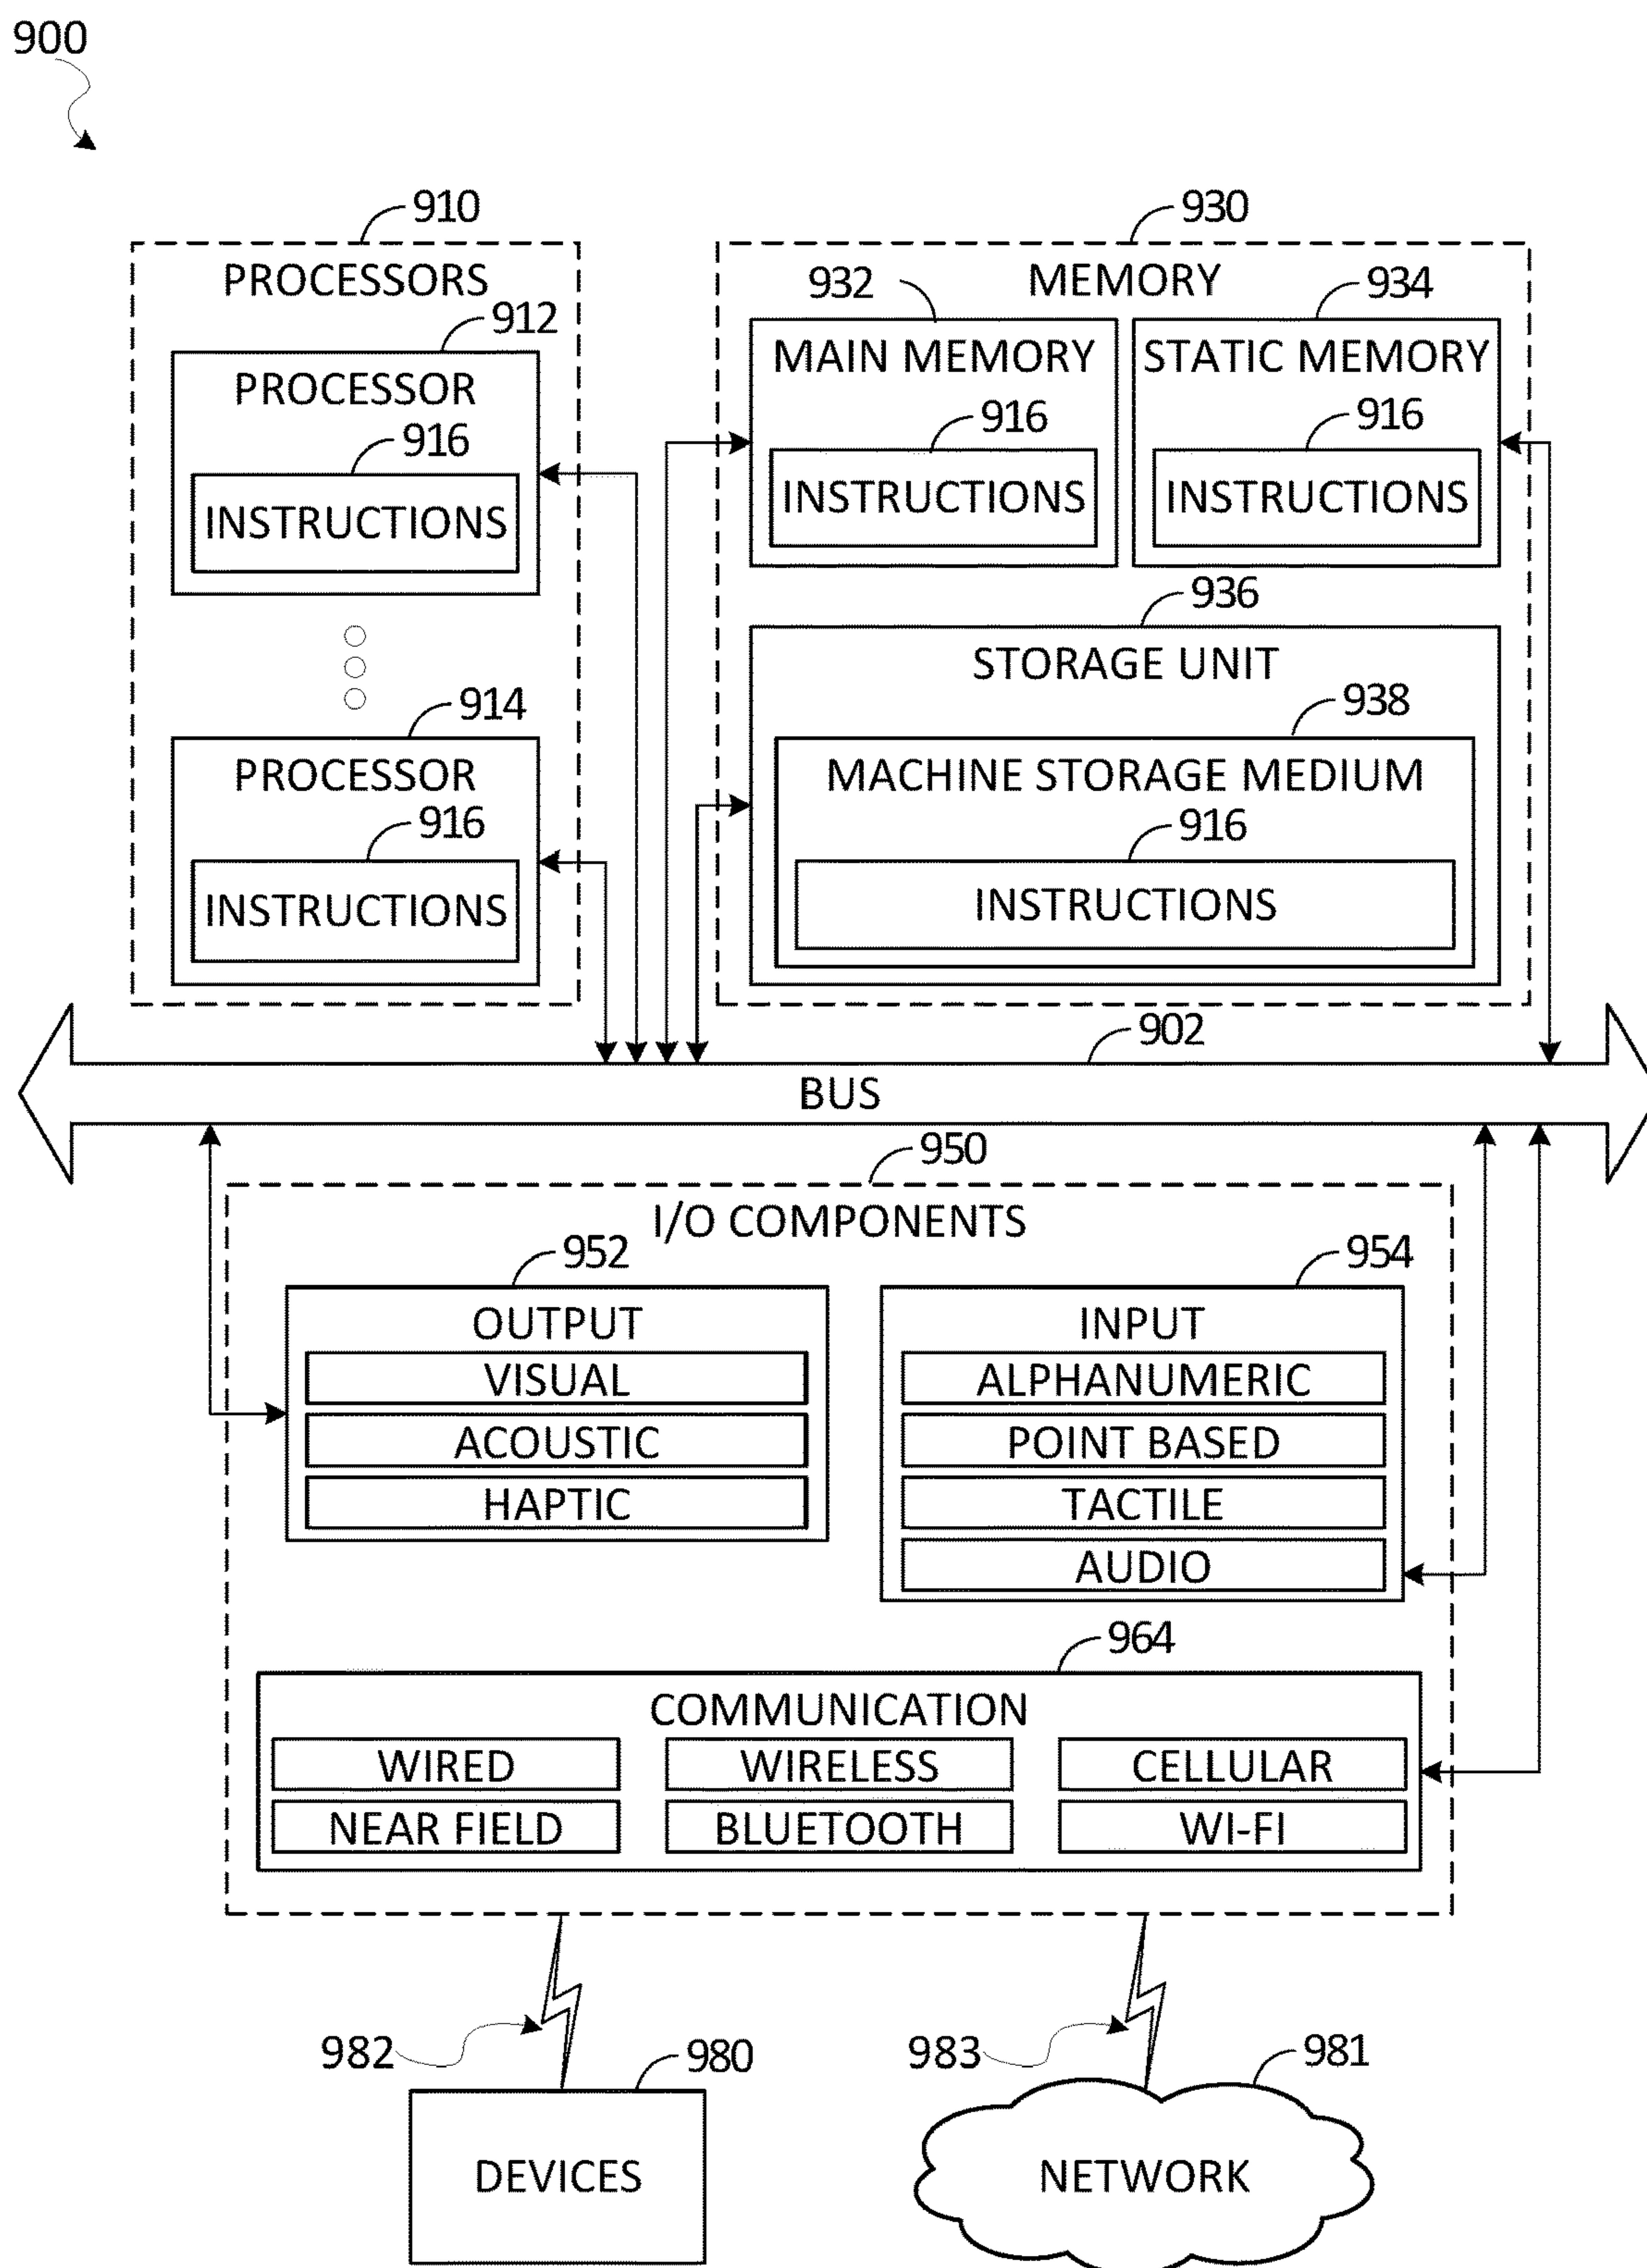 900
910
PROCESSORS
912
PROCESSOR
916
INSTRUCTIONS
914
PROCESSOR
916
INSTRUCTIONS
930
MEMORY
932
MAIN MEMORY
916
INSTRUCTIONS
934
STATIC MEMORY
916
INSTRUCTIONS
936
STORAGE UNIT
938
MACHINE STORAGE MEDIUM
916
INSTRUCTIONS
902
BUS
950
I/O COMPONENTS
952
OUTPUT
VISUAL
ACOUSTIC
HAPTIC
954
INPUT
ALPHANUMERIC
POINT BASED
TACTILE
AUDIO
964
COMMUNICATION
WIRED
WIRELESS
CELLULAR
NEAR FIELD
BLUETOOTH
WI-FI
982
980
DEVICES
983
981
NETWORK